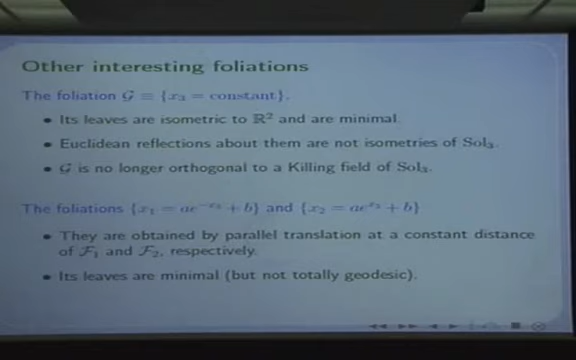 Other interesting foliations
The foliation 𝒢 ≡ {x₃ = constant}.
• Its leaves are isometric to ℝ² and are minimal.
• Euclidean reflections about them are not isometries of Sol₃.
• 𝒢 is no longer orthogonal to a Killing field of Sol₃.
The foliations {x₁ = ae^{-x₃} + b} and {x₂ = ae^{x₃} + b}
• They are obtained by parallel translation at a constant distance
of ℱ₁ and ℱ₂, respectively.
• Its leaves are minimal (but not totally geodesic).